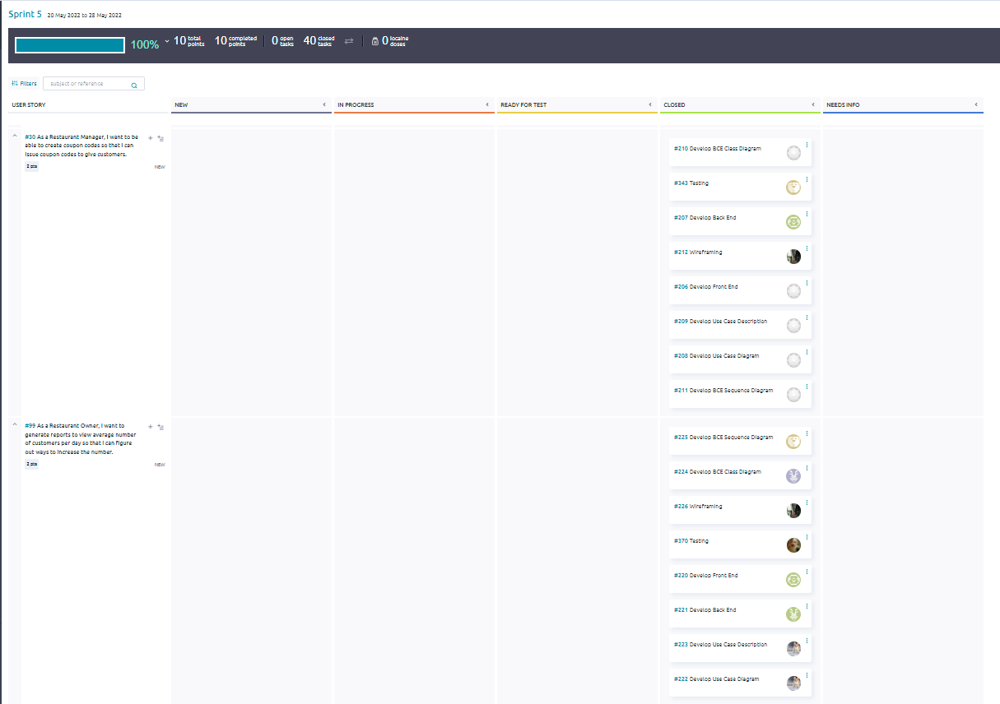 Sprint 5 20 May 2022 to 28 May 2022
100% 10 total points 10 completed points 0 open tasks 40 closed tasks 0 Iocaine doses
Filters subject or reference
USER STORY NEW IN PROGRESS READY FOR TEST CLOSED NEEDS INFO
#30 As a Restaurant Manager, I want to be
able to create coupon codes so that I can
issue coupon codes to give customers.
2 pts NEW
#210 Develop BCE Class Diagram
#343 Testing
#207 Develop Back End
#212 Wireframing
#206 Develop Front End
#209 Develop Use Case Description
#208 Develop Use Case Diagram
#211 Develop BCE Sequence Diagram
#99 As a Restaurant Owner, I want to
generate reports to view average number
of customers per day so that I can figure
out ways to increase the number.
2 pts NEW
#225 Develop BCE Sequence Diagram
#224 Develop BCE Class Diagram
#226 Wireframing
#370 Testing
#220 Develop Front End
#221 Develop Back End
#223 Develop Use Case Description
#222 Develop Use Case Diagram